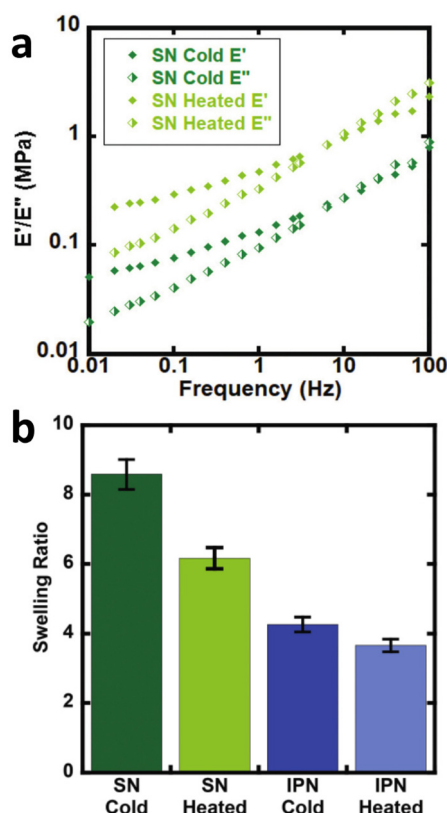 a
10
1
0.1
0.01
E'/E" (MPa)
SN Cold E'
SN Cold E"
SN Heated E'
SN Heated E"
0.01 0.1 1 10 100
Frequency (Hz)
b
10
8
6
4
2
0
Swelling Ratio
SN SN IPN IPN
Cold Heated Cold Heated